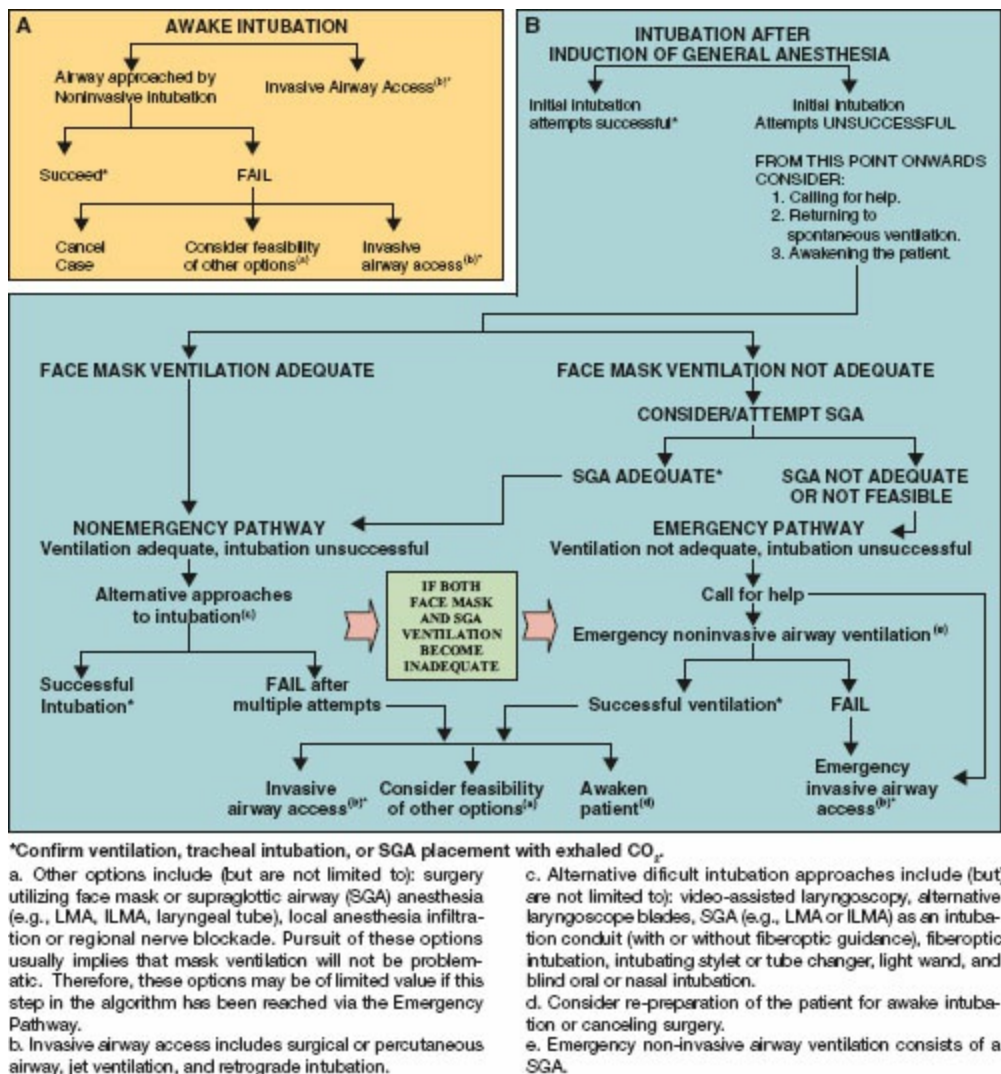 A
AWAKE INTUBATION
Airway approached by
Noninvasive intubation
Invasive Airway Access(b)*
Succeed*
FAIL
Cancel
Case
Consider feasibility
of other options(a)
Invasive
airway access(b)*
B
INTUBATION AFTER
INDUCTION OF GENERAL ANESTHESIA
Initial intubation
attempts successful*
Initial intubation
Attempts UNSUCCESSFUL
FROM THIS POINT ONWARDS
CONSIDER:
1. Calling for help.
2. Returning to
spontaneous ventilation.
3. Awakening the patient.
FACE MASK VENTILATION ADEQUATE
FACE MASK VENTILATION NOT ADEQUATE
CONSIDER/ATTEMPT SGA
SGA ADEQUATE*
SGA NOT ADEQUATE
OR NOT FEASIBLE
NONEMERGENCY PATHWAY
Ventilation adequate, intubation unsuccessful
EMERGENCY PATHWAY
Ventilation not adequate, intubation unsuccessful
Alternative approaches
to intubation(c)
IF BOTH
FACE MASK
AND SGA
VENTILATION
BECOME
INADEQUATE
Call for help
Emergency noninvasive airway ventilation(e)
Successful
Intubation*
FAIL after
multiple attempts
Successful ventilation*
FAIL
Invasive
airway access(b)*
Consider feasibility
of other options(a)
Awaken
patient(d)
Emergency
invasive airway
access(b)*
*Confirm ventilation, tracheal intubation, or SGA placement with exhaled CO2.
a. Other options include (but are not limited to): surgery
utilizing face mask or supraglottic airway (SGA) anesthesia
(e.g., LMA, ILMA, laryngeal tube), local anesthesia infiltra-
tion or regional nerve blockade. Pursuit of these options
usually implies that mask ventilation will not be problem-
atic. Therefore, these options may be of limited value if this
step in the algorithm has been reached via the Emergency
Pathway.
b. Invasive airway access includes surgical or percutaneous
airway, jet ventilation, and retrograde intubation.
c. Alternative dificult intubation approaches include (but
are not limited to): video-assisted laryngoscopy, alternative
laryngoscope blades, SGA (e.g., LMA or ILMA) as an intuba-
tion conduit (with or without fiberoptic guidance), fiberoptic
intubation, intubating stylet or tube changer, light wand, and
blind oral or nasal intubation.
d. Consider re-preparation of the patient for awake intuba-
tion or canceling surgery.
e. Emergency non-invasive airway ventilation consists of a
SGA.